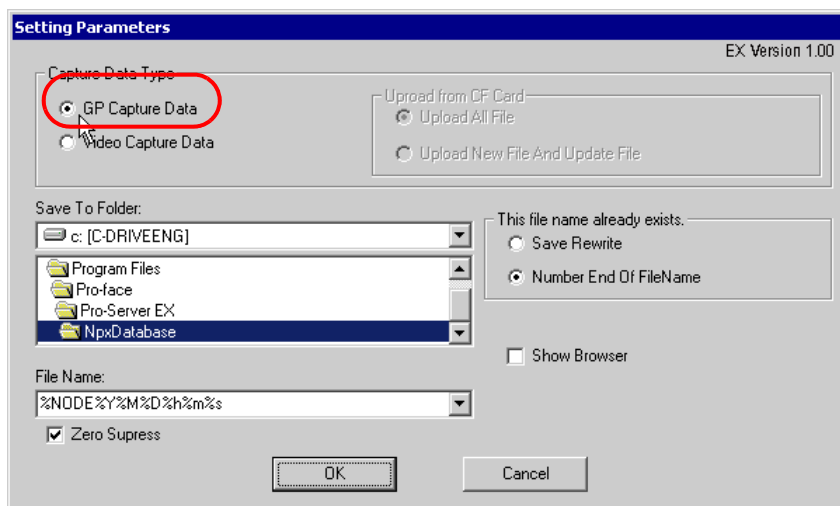 Setting Parameters
EX Version 1.00
Capture Data Type
GP Capture Data
Video Capture Data
Uproad from CF Card
Upload All File
Upload New File And Update File
Save To Folder:
c: [C-DRIVEENG]
Program Files
Pro-face
Pro-Server EX
NpxDatabase
This file name already exists.
Save Rewrite
Number End Of FileName
Show Browser
File Name:
%NODE%Y%M%D%h%m%s
Zero Supress
OK
Cancel